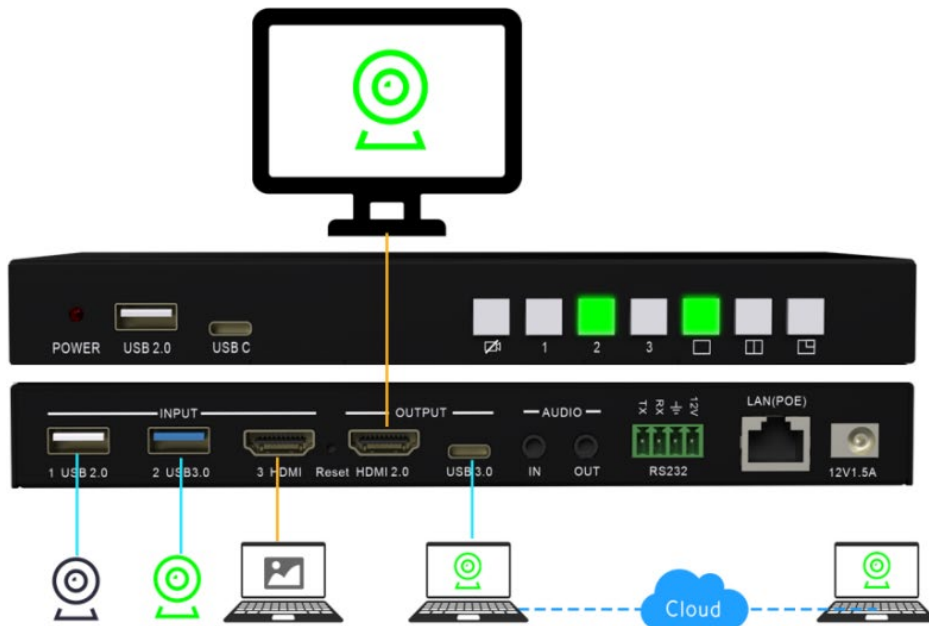 POWER
USB 2.0
USB C
1
2
3
INPUT
OUTPUT
AUDIO
TX
RX
12V
LAN(POE)
1 USB 2.0
2 USB3.0
3 HDMI
Reset
HDMI 2.0
USB 3.0
IN
OUT
RS232
12V1.5A
Cloud